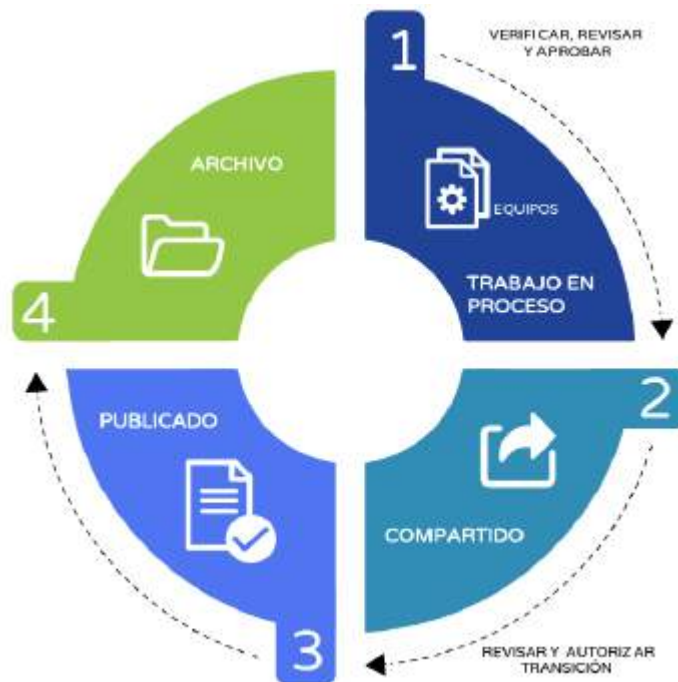 1
VERIFICAR, REVISAR
Y APROBAR
EQUIPOS
TRABAJO EN
PROCESO
2
COMPARTIDO
REVISAR Y AUTORIZAR
TRANSICIÓN
3
PUBLICADO
4
ARCHIVO